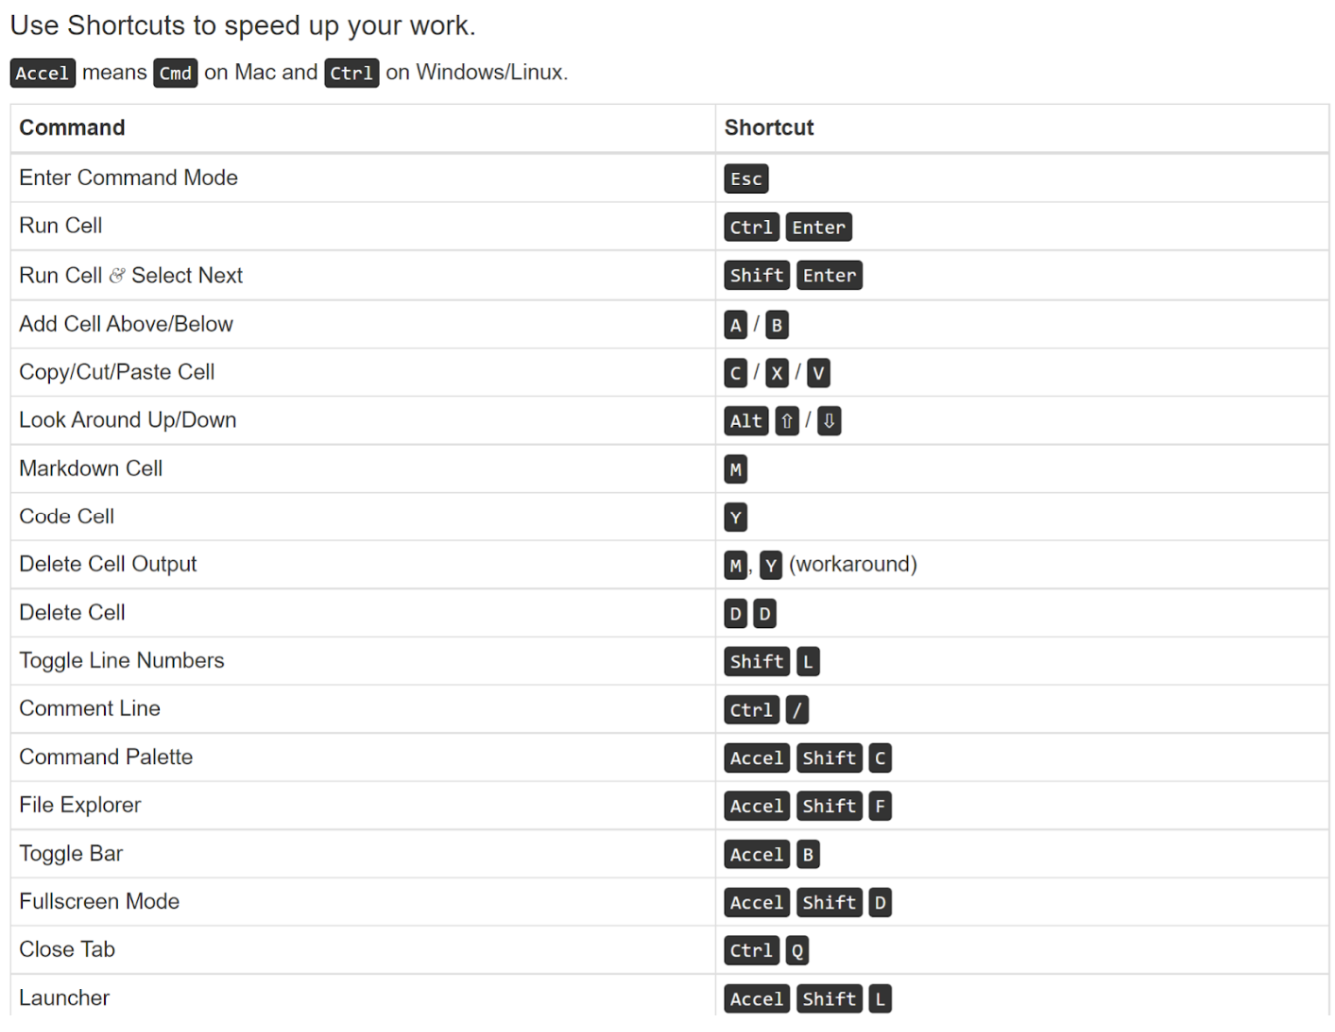 Use Shortcuts to speed up your work.
Accel means Cmd on Mac and Ctrl on Windows/Linux.
Command Shortcut
Enter Command Mode Esc
Run Cell Ctrl Enter
Run Cell & Select Next Shift Enter
Add Cell Above/Below A / B
Copy/Cut/Paste Cell C / X / V
Look Around Up/Down Alt ⇧ / ⇩
Markdown Cell M
Code Cell Y
Delete Cell Output M, Y (workaround)
Delete Cell D D
Toggle Line Numbers Shift L
Comment Line Ctrl /
Command Palette Accel Shift C
File Explorer Accel Shift F
Toggle Bar Accel B
Fullscreen Mode Accel Shift D
Close Tab Ctrl Q
Launcher Accel Shift L